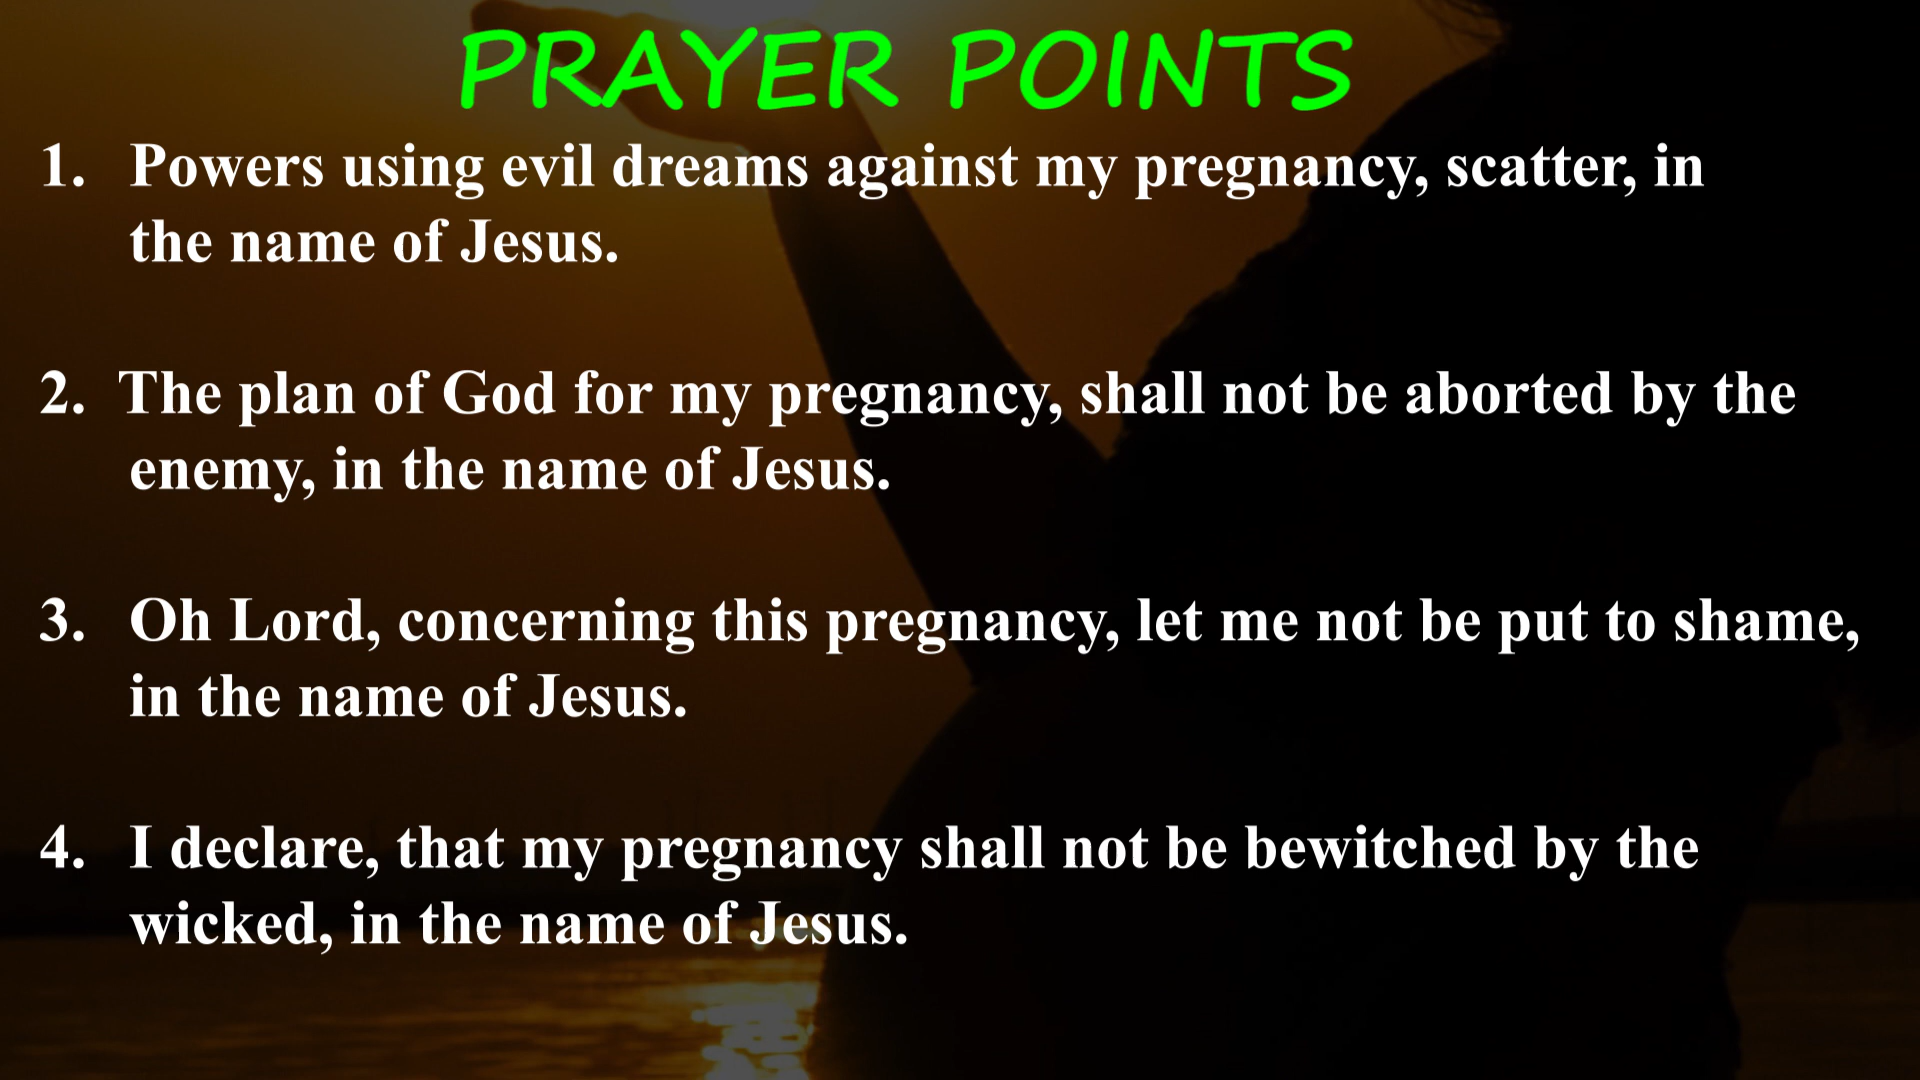 PRAYER POINTS
1. Powers using evil dreams against my pregnancy, scatter, in
the name of Jesus.
2. The plan of God for my pregnancy, shall not be aborted by the
enemy, in the name of Jesus.
3. Oh Lord, concerning this pregnancy, let me not be put to shame,
in the name of Jesus.
4. I declare, that my pregnancy shall not be bewitched by the
wicked, in the name of Jesus.